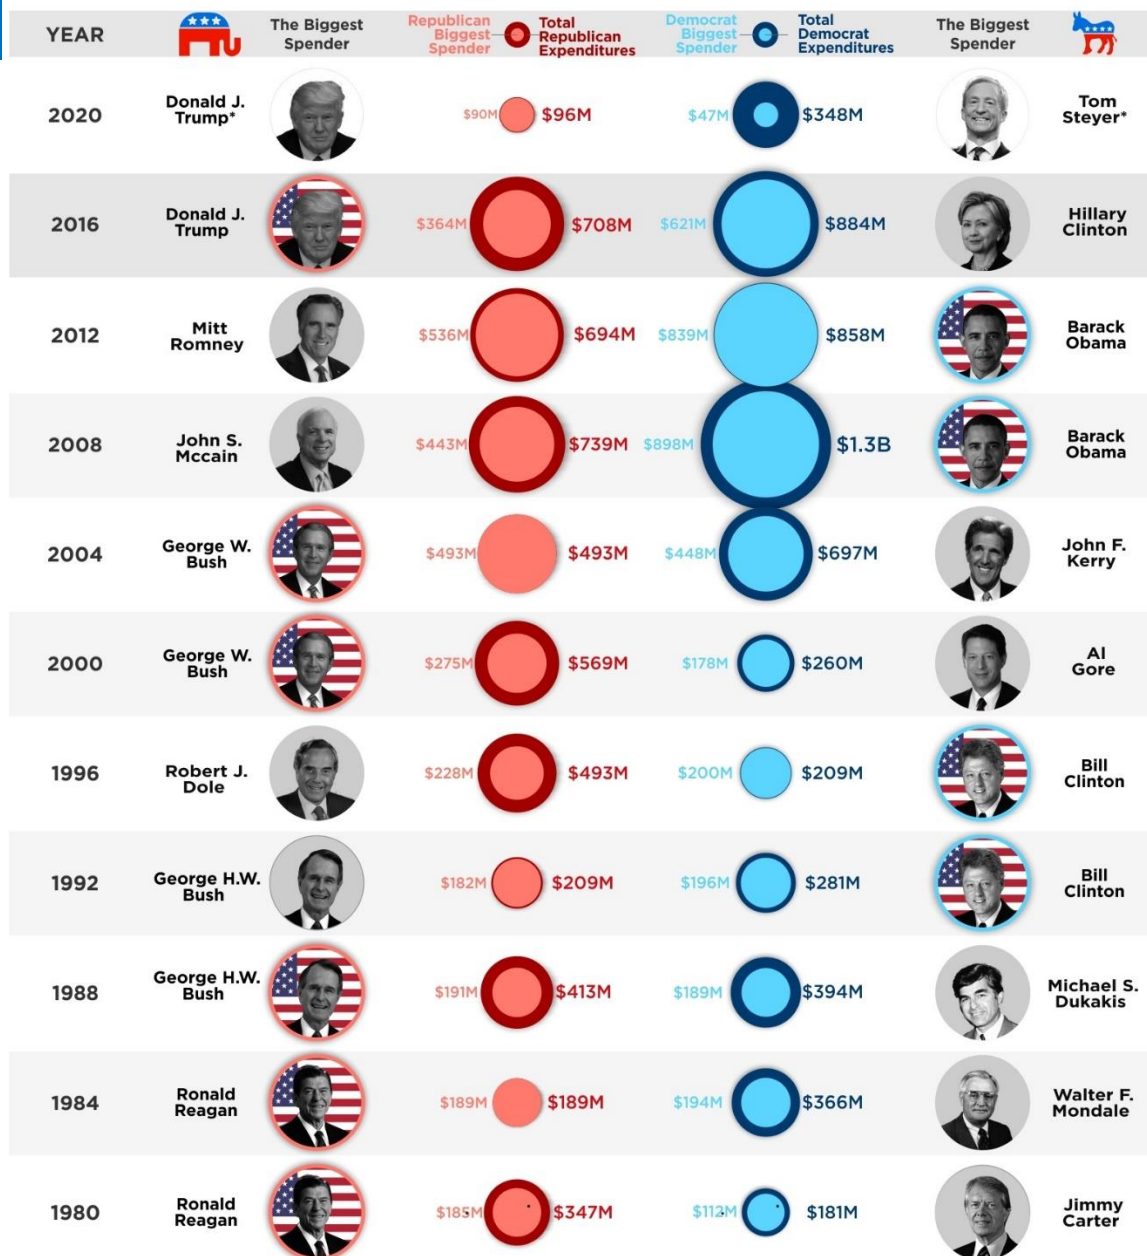 YEAR
The Biggest
Spender
Republican
Biggest
Spender
Total
Republican
Expenditures
Democrat
Biggest
Spender
Total
Democrat
Expenditures
The Biggest
Spender
2020
Donald J.
Trump*
$90M
$96M
$47M
$348M
Tom
Steyer*
2016
Donald J.
Trump
$364M
$708M
$621M
$884M
Hillary
Clinton
2012
Mitt
Romney
$536M
$694M
$839M
$858M
Barack
Obama
2008
John S.
Mccain
$443M
$739M
$898M
$1.3B
Barack
Obama
2004
George W.
Bush
$493M
$493M
$448M
$697M
John F.
Kerry
2000
George W.
Bush
$275M
$569M
$178M
$260M
Al
Gore
1996
Robert J.
Dole
$228M
$493M
$200M
$209M
Bill
Clinton
1992
George H.W.
Bush
$182M
$209M
$196M
$281M
Bill
Clinton
1988
George H.W.
Bush
$191M
$413M
$189M
$394M
Michael S.
Dukakis
1984
Ronald
Reagan
$189M
$189M
$194M
$366M
Walter F.
Mondale
1980
Ronald
Reagan
$185M
$347M
$112M
$181M
Jimmy
Carter